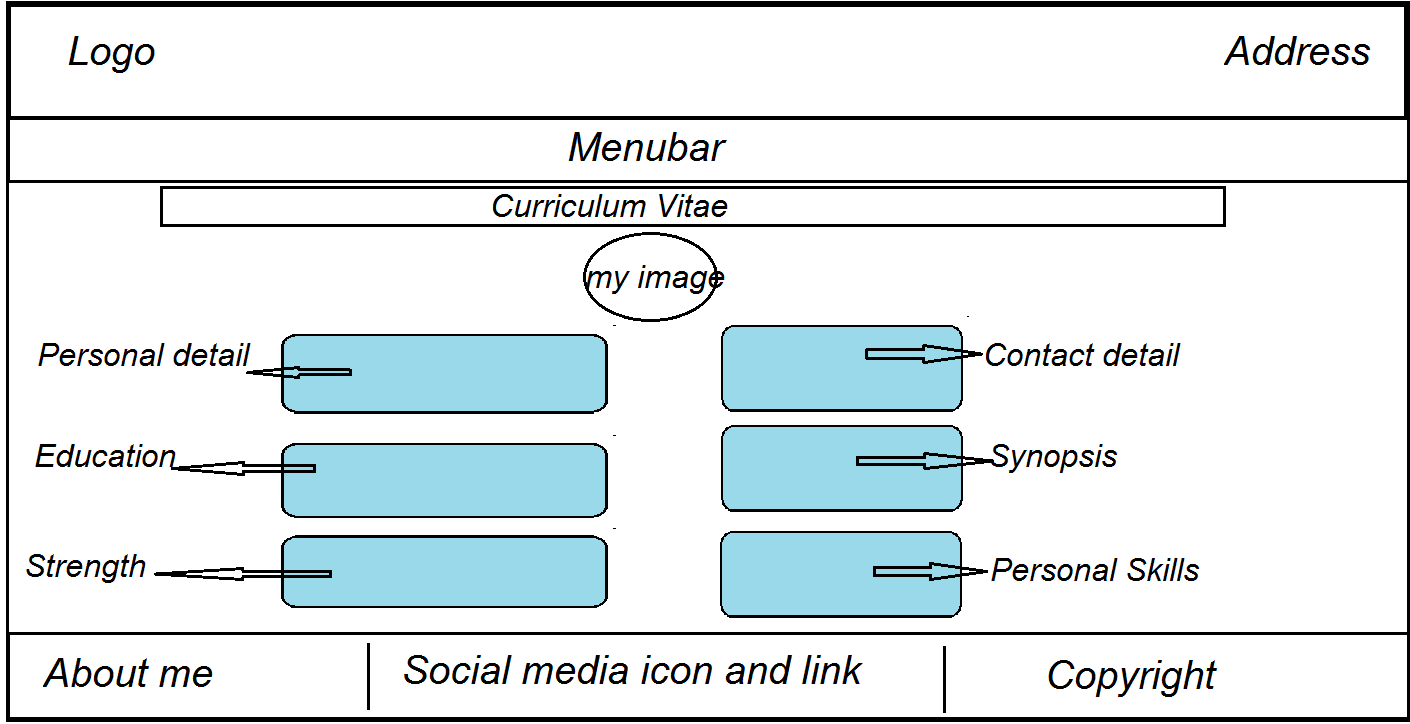 Logo
Address
Menubar
Curriculum Vitae
my image
Personal detail
Contact detail
Education
Synopsis
Strength
Personal Skills
About me
Social media icon and link
Copyright